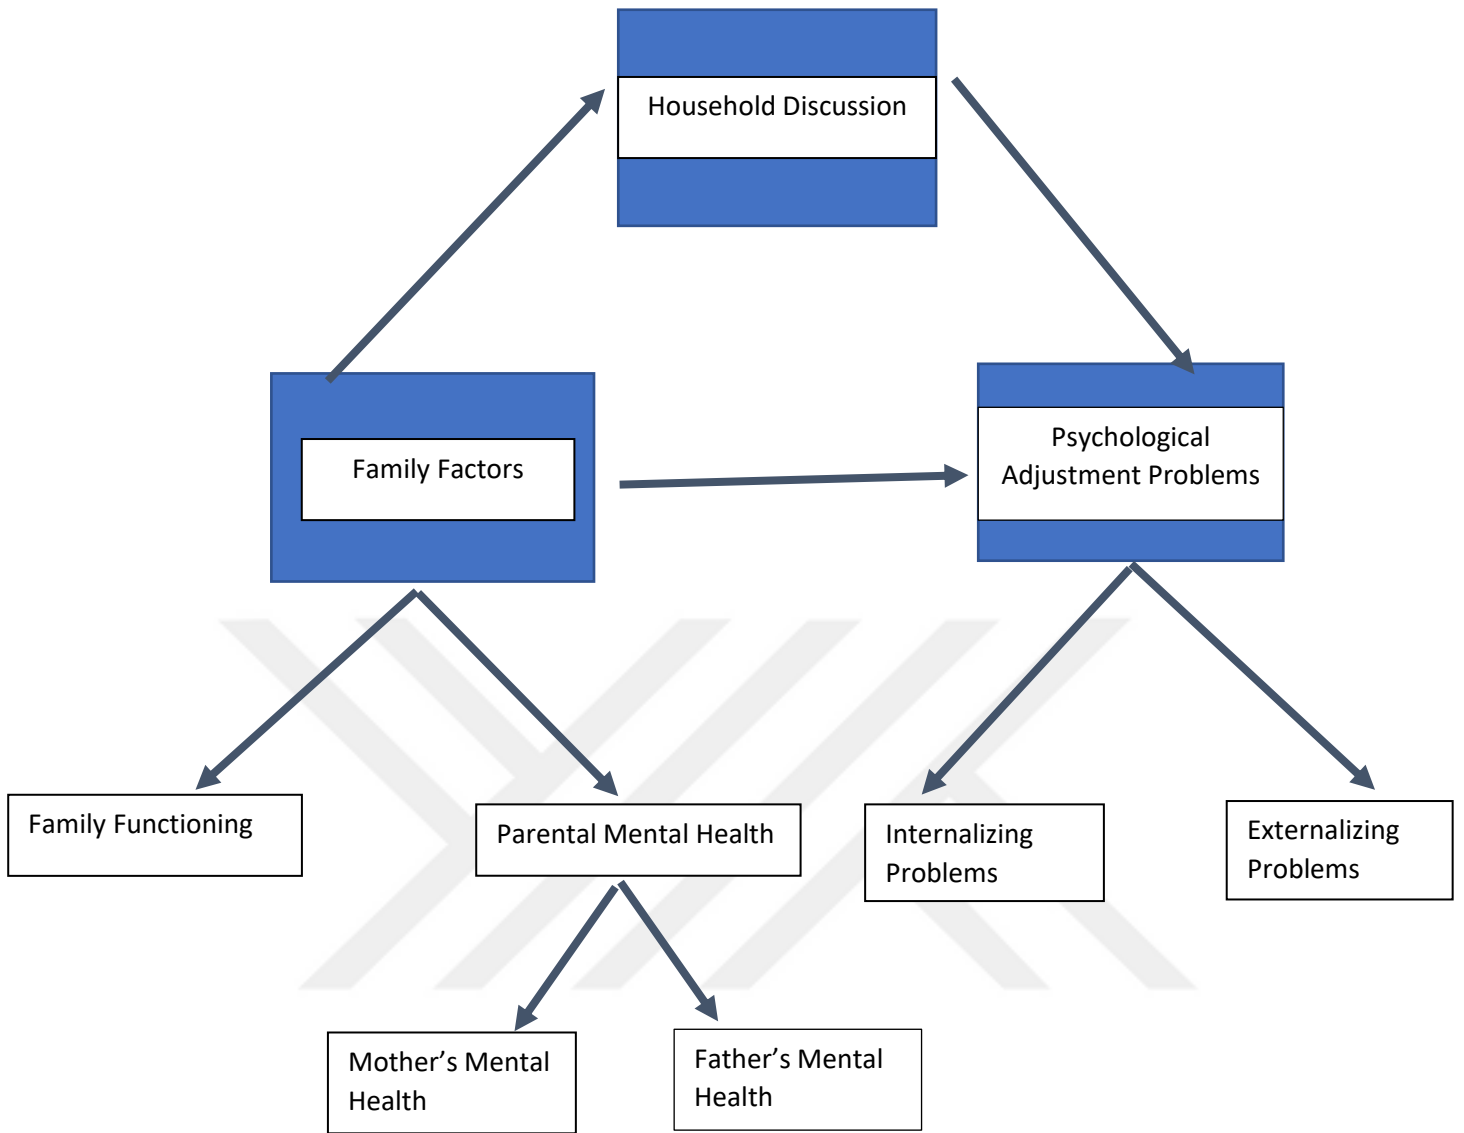 Household Discussion
Family Factors
Psychological
Adjustment Problems
Family Functioning
Parental Mental Health
Internalizing
Problems
Externalizing
Problems
Mother’s Mental
Health
Father’s Mental
Health